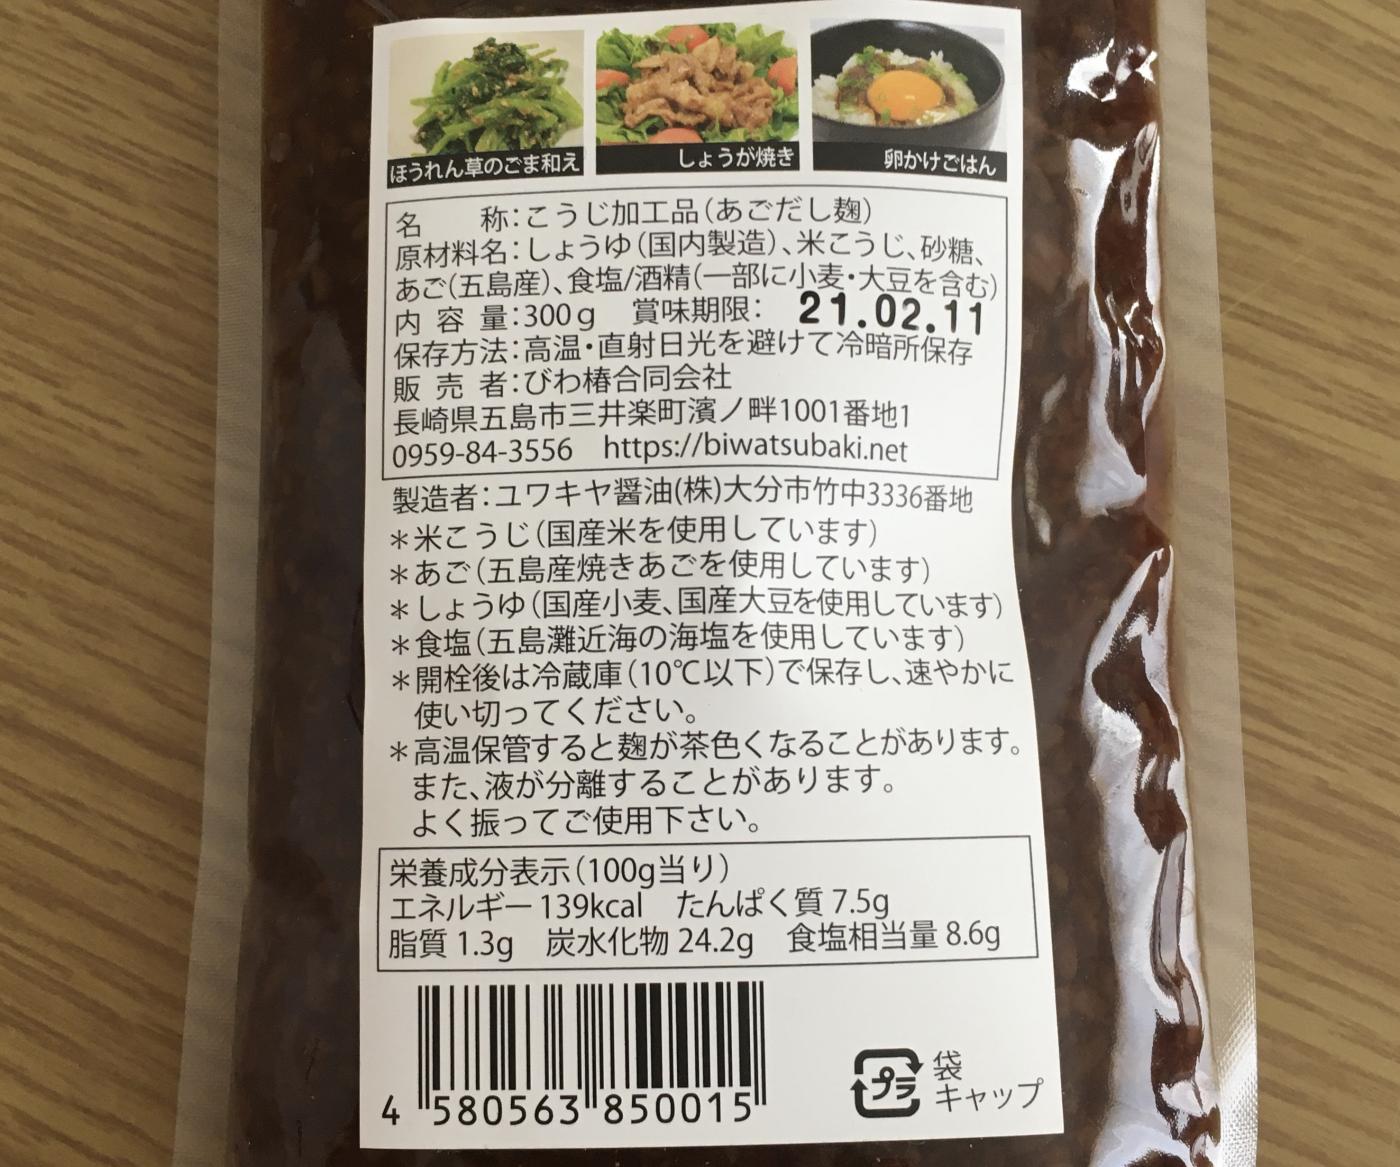 ほうれん草のごま和え
しょうが焼き
卵かけごはん
名 称:こうじ加工品(あごだし麹)
原材料名:しょうゆ(国内製造)、米こうじ、砂糖、
あご(五島産)、食塩/酒精(一部に小麦・大豆を含む)
内 容 量:300g 賞味期限: 21.02.11
保存方法:高温・直射日光を避けて冷暗所保存
販 売 者:びわ椿合同会社
長崎県五島市三井楽町濱ノ畔1001番地1
0959-84-3556 https://biwatsubaki.net
製造者:ユワキヤ醤油(株)大分市竹中3336番地
*米こうじ(国産米を使用しています)
*あご(五島産焼きあごを使用しています)
*しょうゆ(国産小麦、国産大豆を使用しています)
*食塩(五島灘近海の海塩を使用しています)
*開栓後は冷蔵庫(10℃以下)で保存し、速やかに
使い切ってください。
*高温保管すると麹が茶色くなることがあります。
また、液が分離することがあります。
よく振ってご使用下さい。
栄養成分表示(100g当り)
エネルギー 139kcal たんぱく質 7.5g
脂質 1.3g 炭水化物 24.2g 食塩相当量 8.6g
4 580563 850015
プラ
袋
キャップ